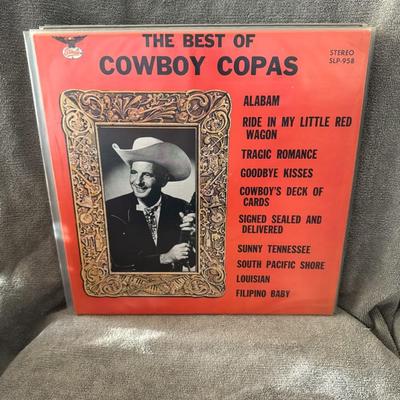 THE BEST OF
COWBOY COPAS
STEREO
SLP-958
ALABAM
RIDE IN MY LITTLE RED
WAGON
TRAGIC ROMANCE
GOODBYE KISSES
COWBOY'S DECK OF
CARDS
SIGNED SEALED AND
DELIVERED
SUNNY TENNESSEE
SOUTH PACIFIC SHORE
LOUISIAN
FILIPINO BABY